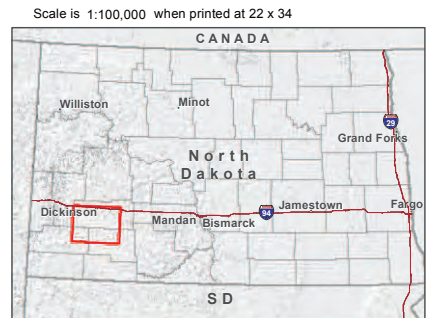 Scale is 1:100,000 when printed at 22 x 34
CANADA
Williston
Minot
29
Grand Forks
North
Dakota
Dickinson
Mandan
Bismarck
94
Jamestown
Fargo
SD